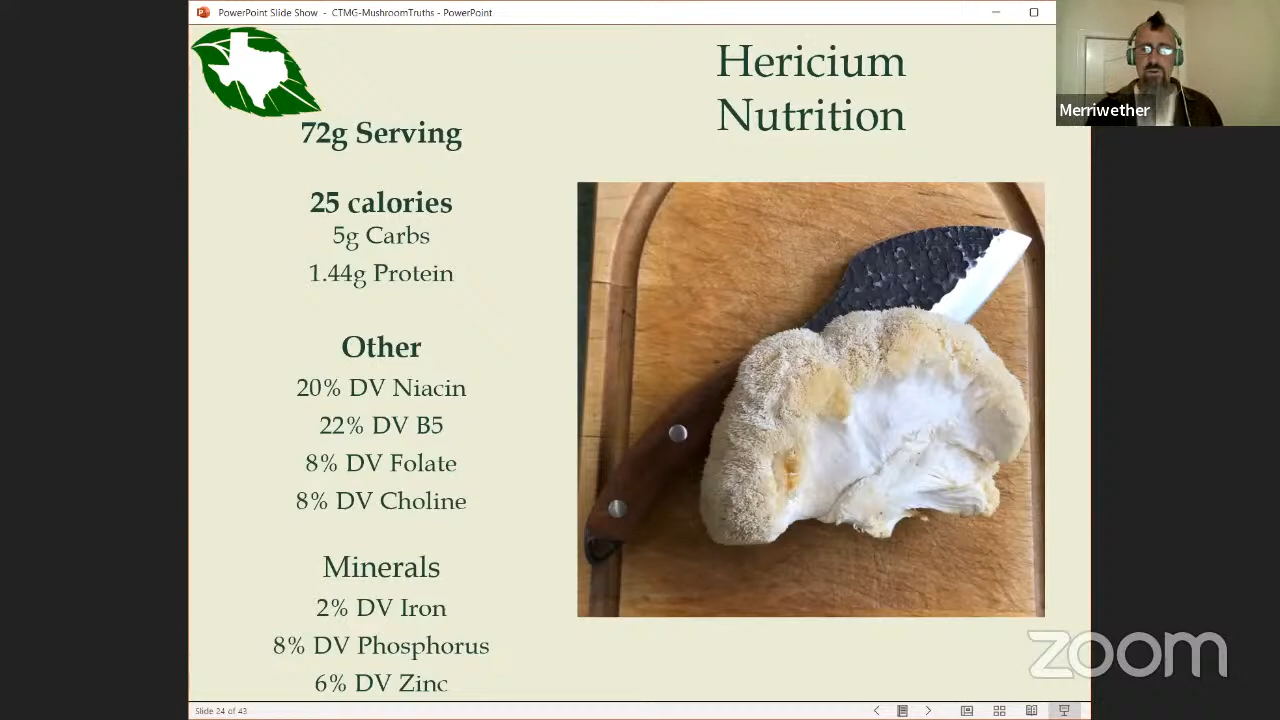 PowerPoint Slide Show - CTMG-MushroomTruths - PowerPoint
Hericium
Nutrition
72g Serving
25 calories
5g Carbs
1.44g Protein
Other
20% DV Niacin
22% DV B5
8% DV Folate
8% DV Choline
Minerals
2% DV Iron
8% DV Phosphorus
6% DV Zinc
Merriwether
zoom
Slide 24 of 43